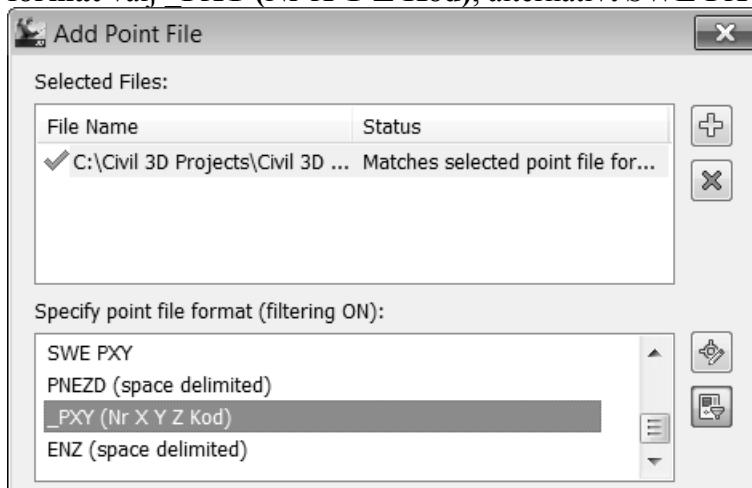 Add Point File
Selected Files:
File Name Status
C:\Civil 3D Projects\Civil 3D ... Matches selected point file for...
Specify point file format (filtering ON):
SWE PXY
PNEZD (space delimited)
_PXY (Nr X Y Z Kod)
ENZ (space delimited)